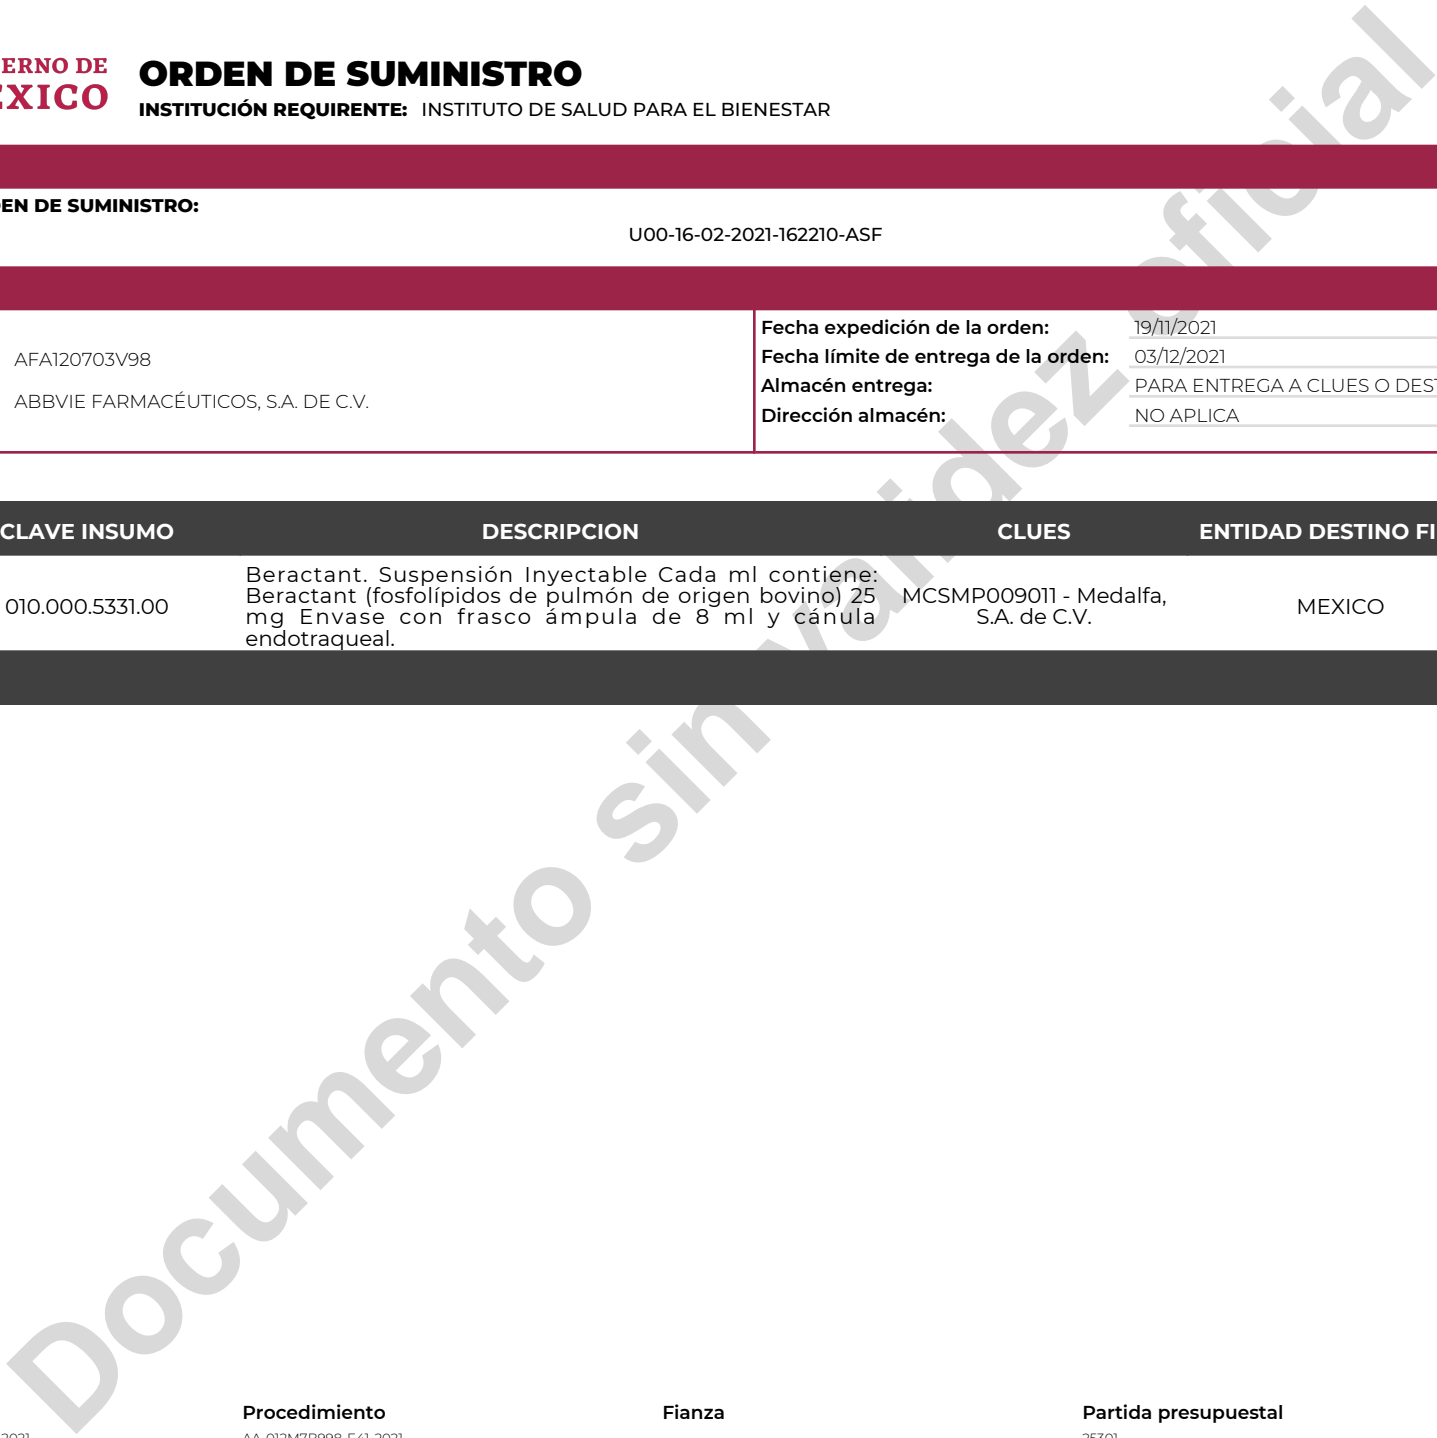 ERNO DE
EXICO
ORDEN DE SUMINISTRO
INSTITUCIÓN REQUIRENTE: INSTITUTO DE SALUD PARA EL BIENESTAR
EN DE SUMINISTRO:
U00-16-02-2021-162210-ASF
AFA120703V98
ABBVIE FARMACÉUTICOS, S.A. DE C.V.
Fecha expedición de la orden: 19/11/2021
Fecha límite de entrega de la orden: 03/12/2021
Almacén entrega: PARA ENTREGA A CLUES O DEST
Dirección almacén: NO APLICA
CLAVE INSUMO DESCRIPCION CLUES ENTIDAD DESTINO FI
010.000.5331.00
Beractant. Suspensión Inyectable Cada ml contiene:
Beractant (fosfolípidos de pulmón de origen bovino) 25
mg Envase con frasco ámpula de 8 ml y cánula
endotraqueal.
MCSMP009011 - Medalfa,
S.A. de C.V.
MEXICO
Documento sin validez oficial
Procedimiento Fianza Partida presupuestal